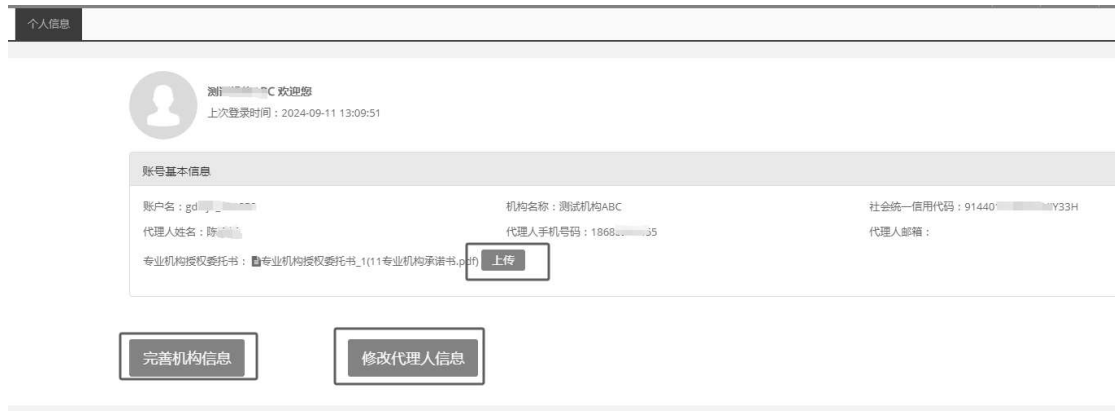 个人信息
欢迎您
上次登录时间：2024-09-11 13:09:51
账号基本信息
账户名：gd 机构名称：测试机构ABC 社会统一信用代码：91440 Y33H
代理人姓名：陈 代理人手机号码：1868 55 代理人邮箱：
专业机构授权委托书： 专业机构授权委托书_1(11专业机构承诺书.pdf) 上传
完善机构信息 修改代理人信息